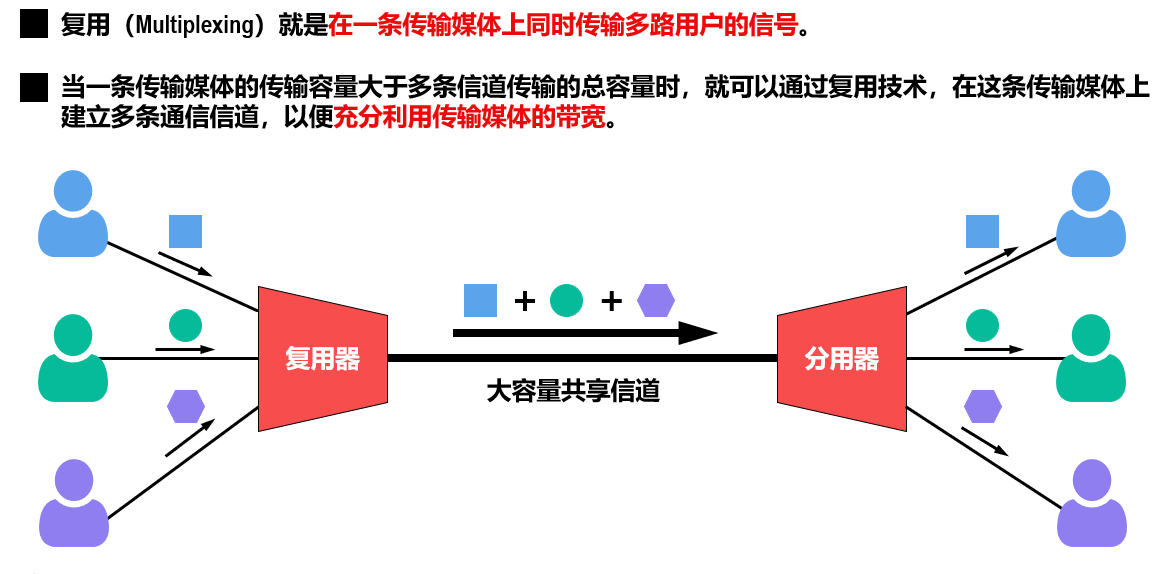 复用（Multiplexing）就是在一条传输媒体上同时传输多路用户的信号。
当一条传输媒体的传输容量大于多条信道传输的总容量时，就可以通过复用技术，在这条传输媒体上
建立多条通信信道，以便充分利用传输媒体的带宽。
+ +
复用器
分用器
大容量共享信道